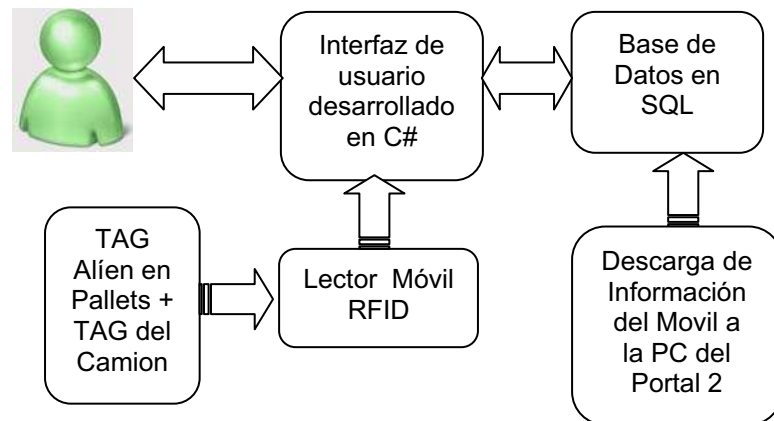 Interfaz de
usuario
desarrollado
en C#
Base de
Datos en
SQL
TAG
Alíen en
Pallets +
TAG del
Camion
Lector Móvil
RFID
Descarga de
Información
del Movil a
la PC del
Portal 2